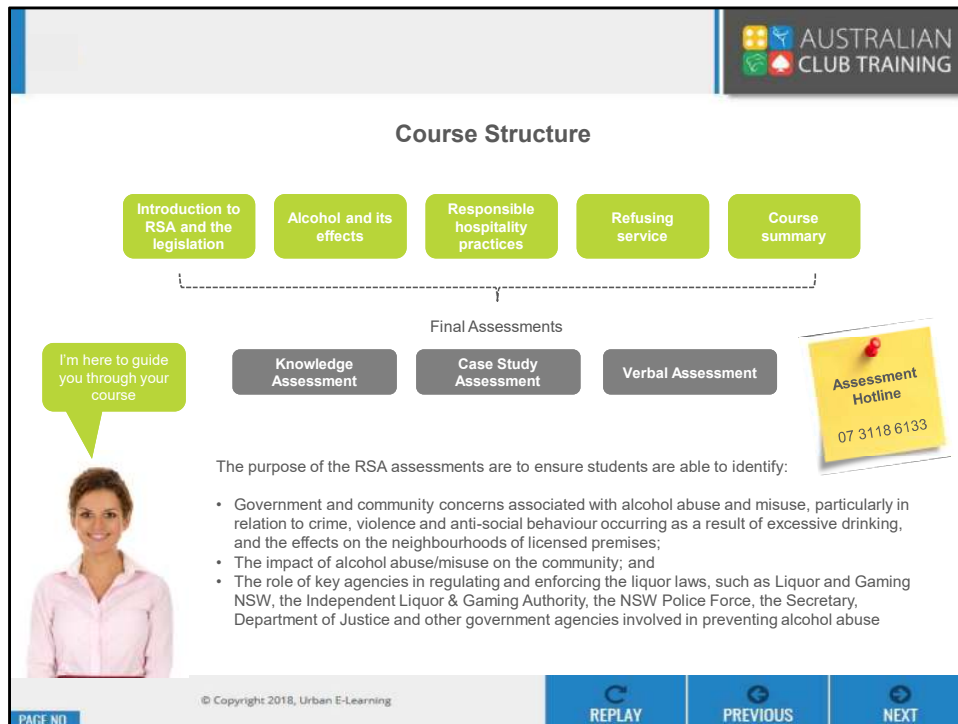 AUSTRALIAN
CLUB TRAINING
Course Structure
Introduction to
RSA and the
legislation
Alcohol and its
effects
Responsible
hospitality
practices
Refusing
service
Course
summary
Final Assessments
I'm here to guide
you through your
course
Knowledge
Assessment
Case Study
Assessment
Verbal Assessment
Assessment
Hotline
07 3118 6133
The purpose of the RSA assessments are to ensure students are able to identify:
• Government and community concerns associated with alcohol abuse and misuse, particularly in
relation to crime, violence and anti-social behaviour occurring as a result of excessive drinking,
and the effects on the neighbourhoods of licensed premises;
• The impact of alcohol abuse/misuse on the community; and
• The role of key agencies in regulating and enforcing the liquor laws, such as Liquor and Gaming
NSW, the Independent Liquor & Gaming Authority, the NSW Police Force, the Secretary,
Department of Justice and other government agencies involved in preventing alcohol abuse
© Copyright 2018, Urban E-Learning
PAGE NO
REPLAY
PREVIOUS
NEXT